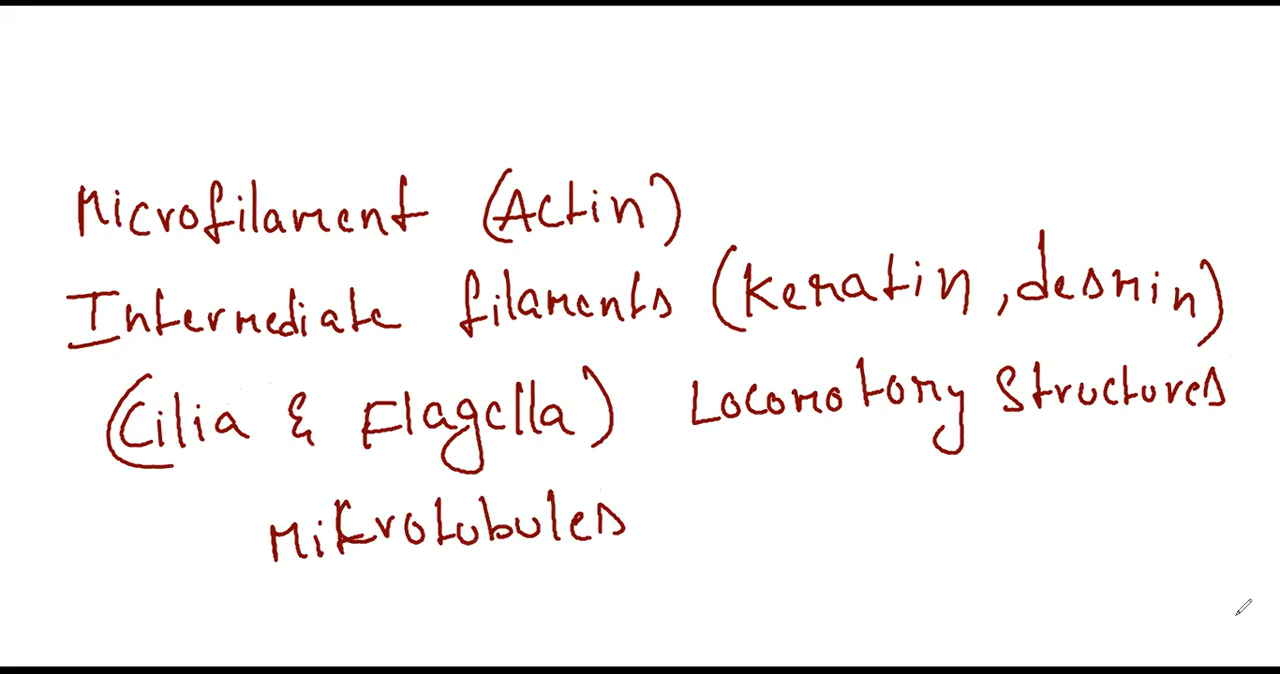 Microfilament (Actin)
Intermediate filaments (Keratin, desmin)
(Cilia & Flagella) Locomotory Structures
Mikrotubules